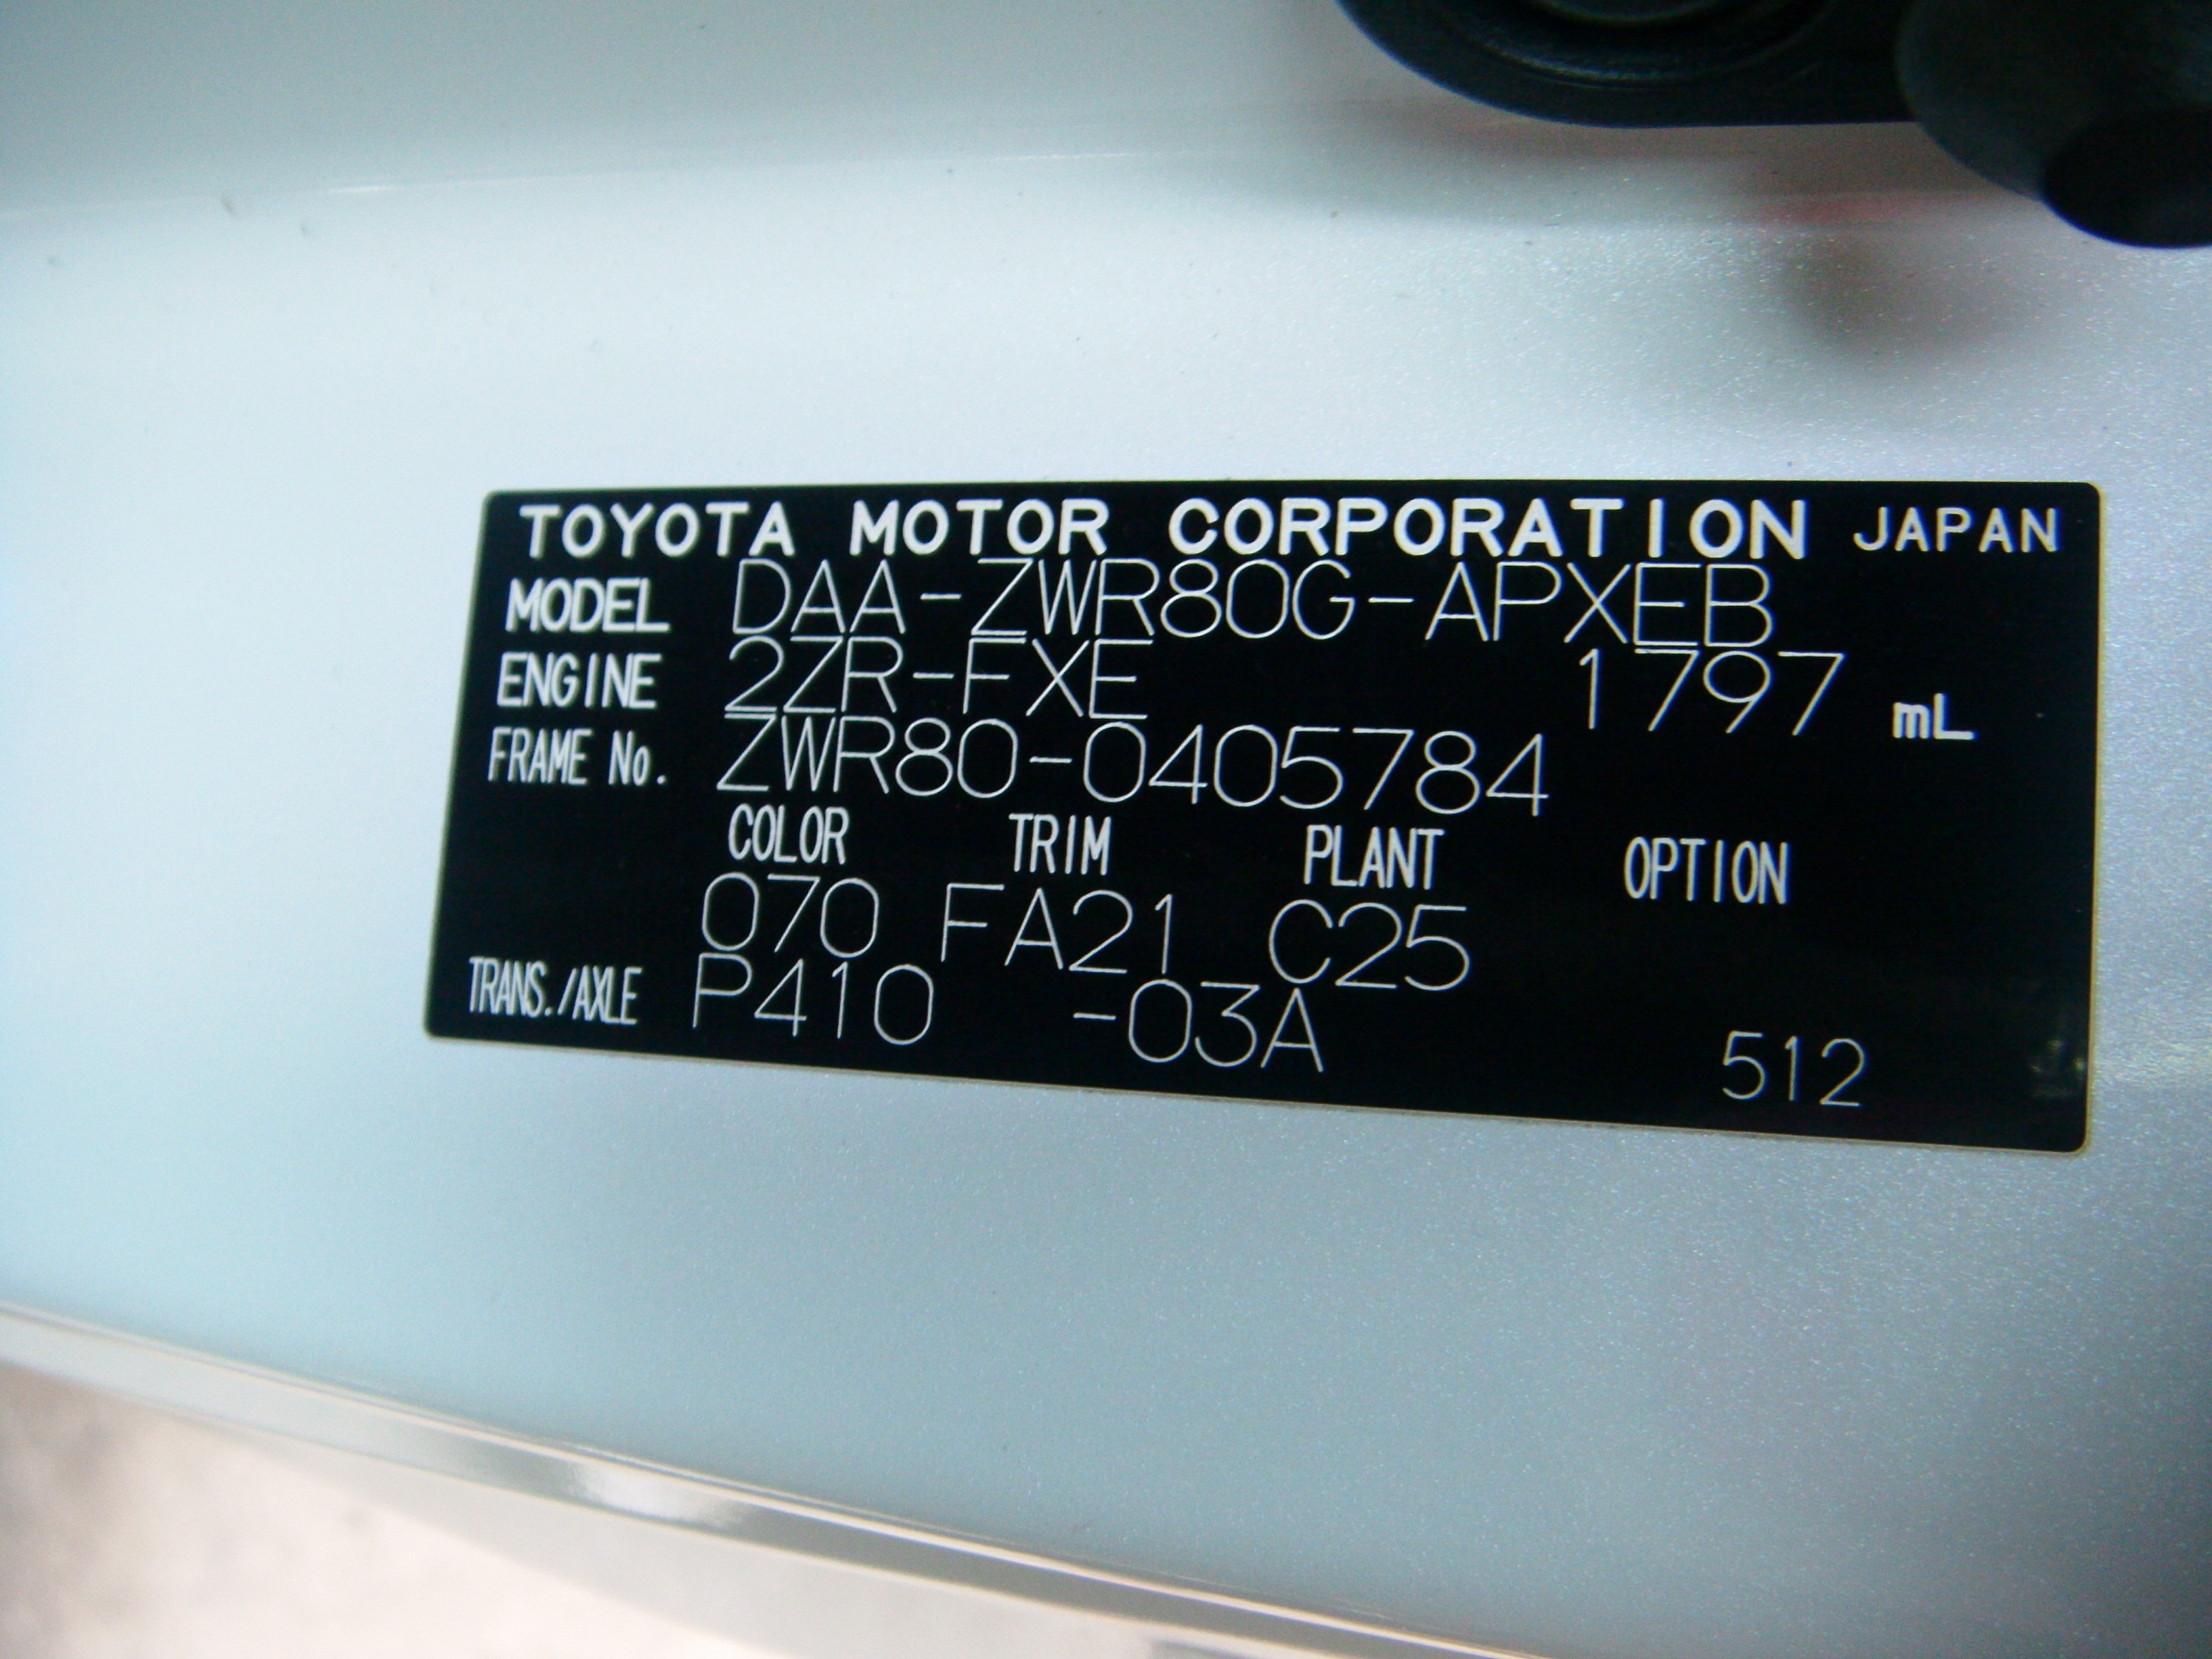 TOYOTA MOTOR CORPORATION JAPAN
MODEL DAA-ZWR80G-APXEB
ENGINE 2ZR-FXE 1797 mL
FRAME No. ZWR80-0405784
COLOR TRIM PLANT OPTION
070 FA21 C25
TRANS./AXLE P410 -03A
512